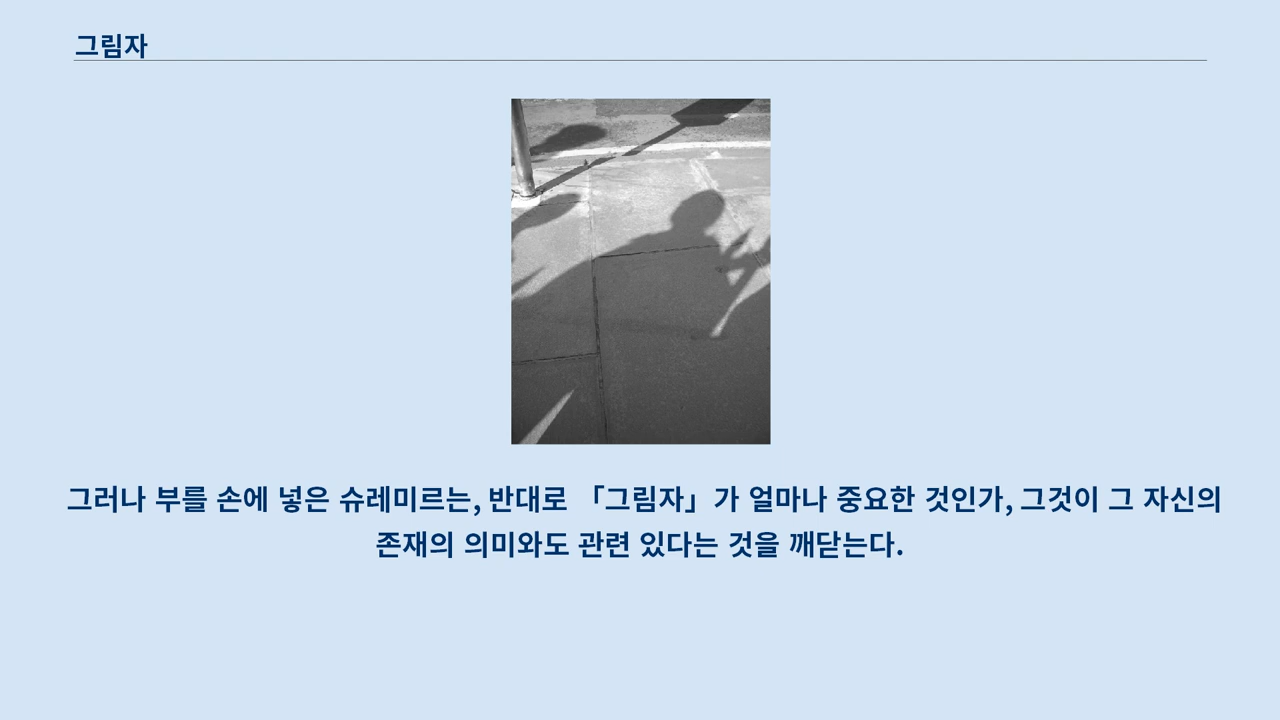 그림자
그러나 부를 손에 넣은 슈레미르는, 반대로 「그림자」가 얼마나 중요한 것인가, 그것이 그 자신의
존재의 의미와도 관련 있다는 것을 깨닫는다.